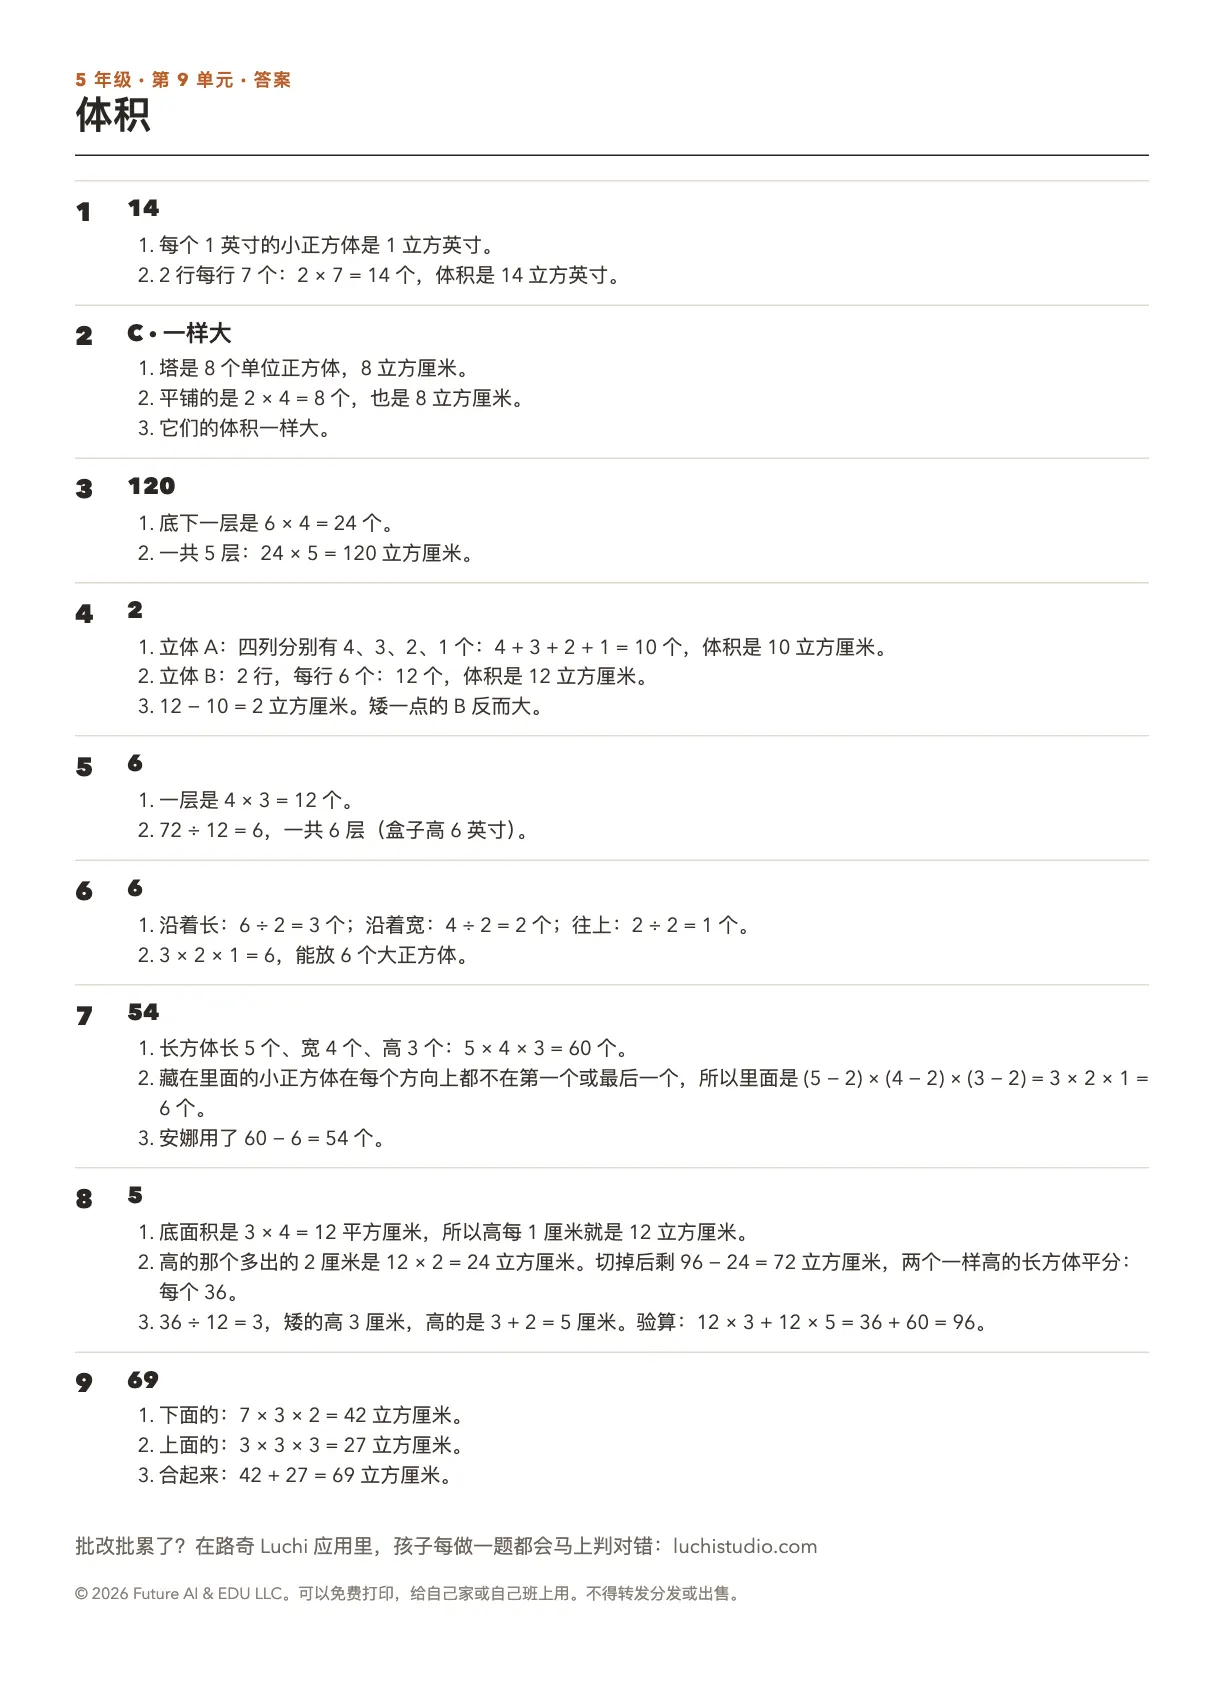 5 年级 · 第 9 单元 · 答案
体积
1
14
1. 每个 1 英寸的小正方体是 1 立方英寸。
2. 2 行每行 7 个：2 × 7 = 14 个，体积是 14 立方英寸。
2
C · 一样大
1. 塔是 8 个单位正方体，8 立方厘米。
2. 平铺的是 2 × 4 = 8 个，也是 8 立方厘米。
3. 它们的体积一样大。
3
120
1. 底下一层是 6 × 4 = 24 个。
2. 一共 5 层：24 × 5 = 120 立方厘米。
4
2
1. 立体 A：四列分别有 4、3、2、1 个：4 + 3 + 2 + 1 = 10 个，体积是 10 立方厘米。
2. 立体 B：2 行，每行 6 个：12 个，体积是 12 立方厘米。
3. 12 − 10 = 2 立方厘米。矮一点的 B 反而大。
5
6
1. 一层是 4 × 3 = 12 个。
2. 72 ÷ 12 = 6，一共 6 层（盒子高 6 英寸）。
6
6
1. 沿着长：6 ÷ 2 = 3 个；沿着宽：4 ÷ 2 = 2 个；往上：2 ÷ 2 = 1 个。
2. 3 × 2 × 1 = 6，能放 6 个大正方体。
7
54
1. 长方体长 5 个、宽 4 个、高 3 个：5 × 4 × 3 = 60 个。
2. 藏在里面的小正方体在每个方向上都不在第一个或最后一个，所以里面是 (5 − 2) × (4 − 2) × (3 − 2) = 3 × 2 × 1 =
6 个。
3. 安娜用了 60 − 6 = 54 个。
8
5
1. 底面积是 3 × 4 = 12 平方厘米，所以高每 1 厘米就是 12 立方厘米。
2. 高的那个多出的 2 厘米是 12 × 2 = 24 立方厘米。切掉后剩 96 − 24 = 72 立方厘米，两个一样高的长方体平分：
每个 36。
3. 36 ÷ 12 = 3，矮的高 3 厘米，高的是 3 + 2 = 5 厘米。验算：12 × 3 + 12 × 5 = 36 + 60 = 96。
9
69
1. 下面的：7 × 3 × 2 = 42 立方厘米。
2. 上面的：3 × 3 × 3 = 27 立方厘米。
3. 合起来：42 + 27 = 69 立方厘米。
批改批累了？在路奇 Luchi 应用里，孩子每做一题都会马上判对错：luchistudio.com
© 2026 Future AI & EDU LLC。可以免费打印，给自己家或自己班上用。不得转发分发或出售。